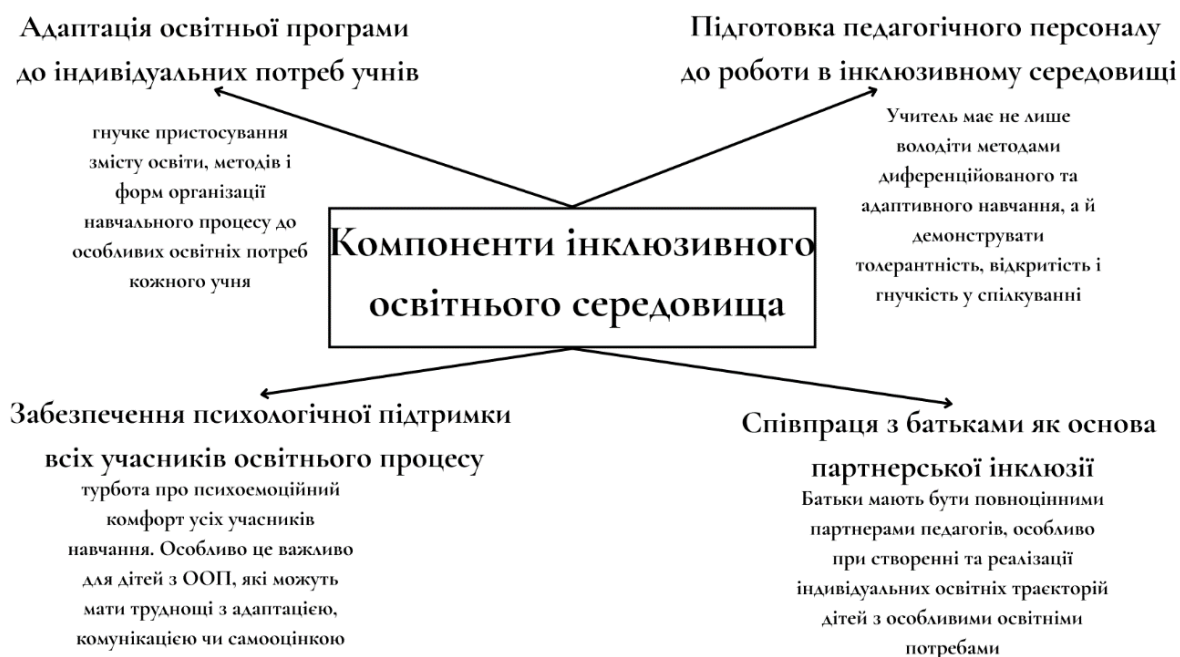 Адаптація освітньої програми
до індивідуальних потреб учнів
гнучке пристосування
змісту освіти, методів і
форм організації
навчального процесу до
особливих освітніх потреб
кожного учня
Підготовка педагогічного персоналу
до роботи в інклюзивному середовищі
Учитель має не лише
володіти методами
диференційованого та
адаптивного навчання, а й
демонструвати
толерантність, відкритість і
гнучкість у спілкуванні
Компоненти інклюзивного
освітнього середовища
Забезпечення психологічної підтримки
всіх учасників освітнього процесу
турбота про психоемоційний
комфорт усіх учасників
навчання. Особливо це важливо
для дітей з ООП, які можуть
мати труднощі з адаптацією,
комунікацією чи самооцінкою
Співпраця з батьками як основа
партнерської інклюзії
Батьки мають бути повноцінними
партнерами педагогів, особливо
при створенні та реалізації
індивідуальних освітніх траєкторій
дітей з особливими освітніми
потребами